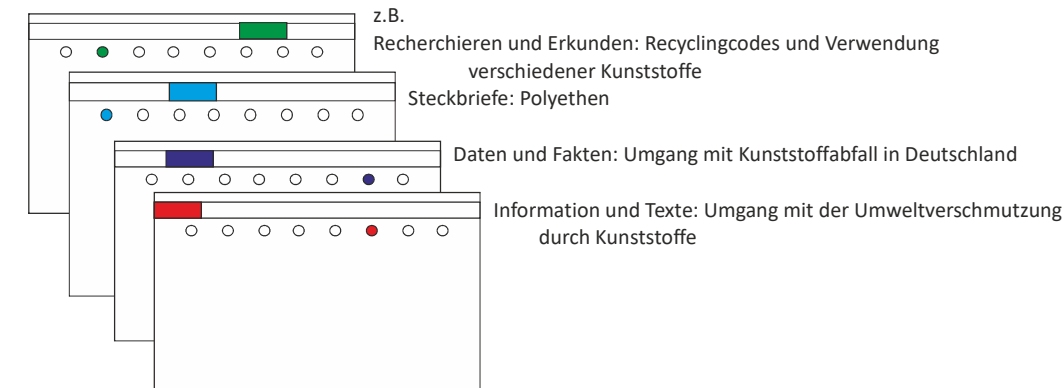 z.B.
Recherchieren und Erkunden: Recyclingcodes und Verwendung
verschiedener Kunststoffe
Steckbriefe: Polyethen
Daten und Fakten: Umgang mit Kunststoffabfall in Deutschland
Information und Texte: Umgang mit der Umweltverschmutzung
durch Kunststoffe